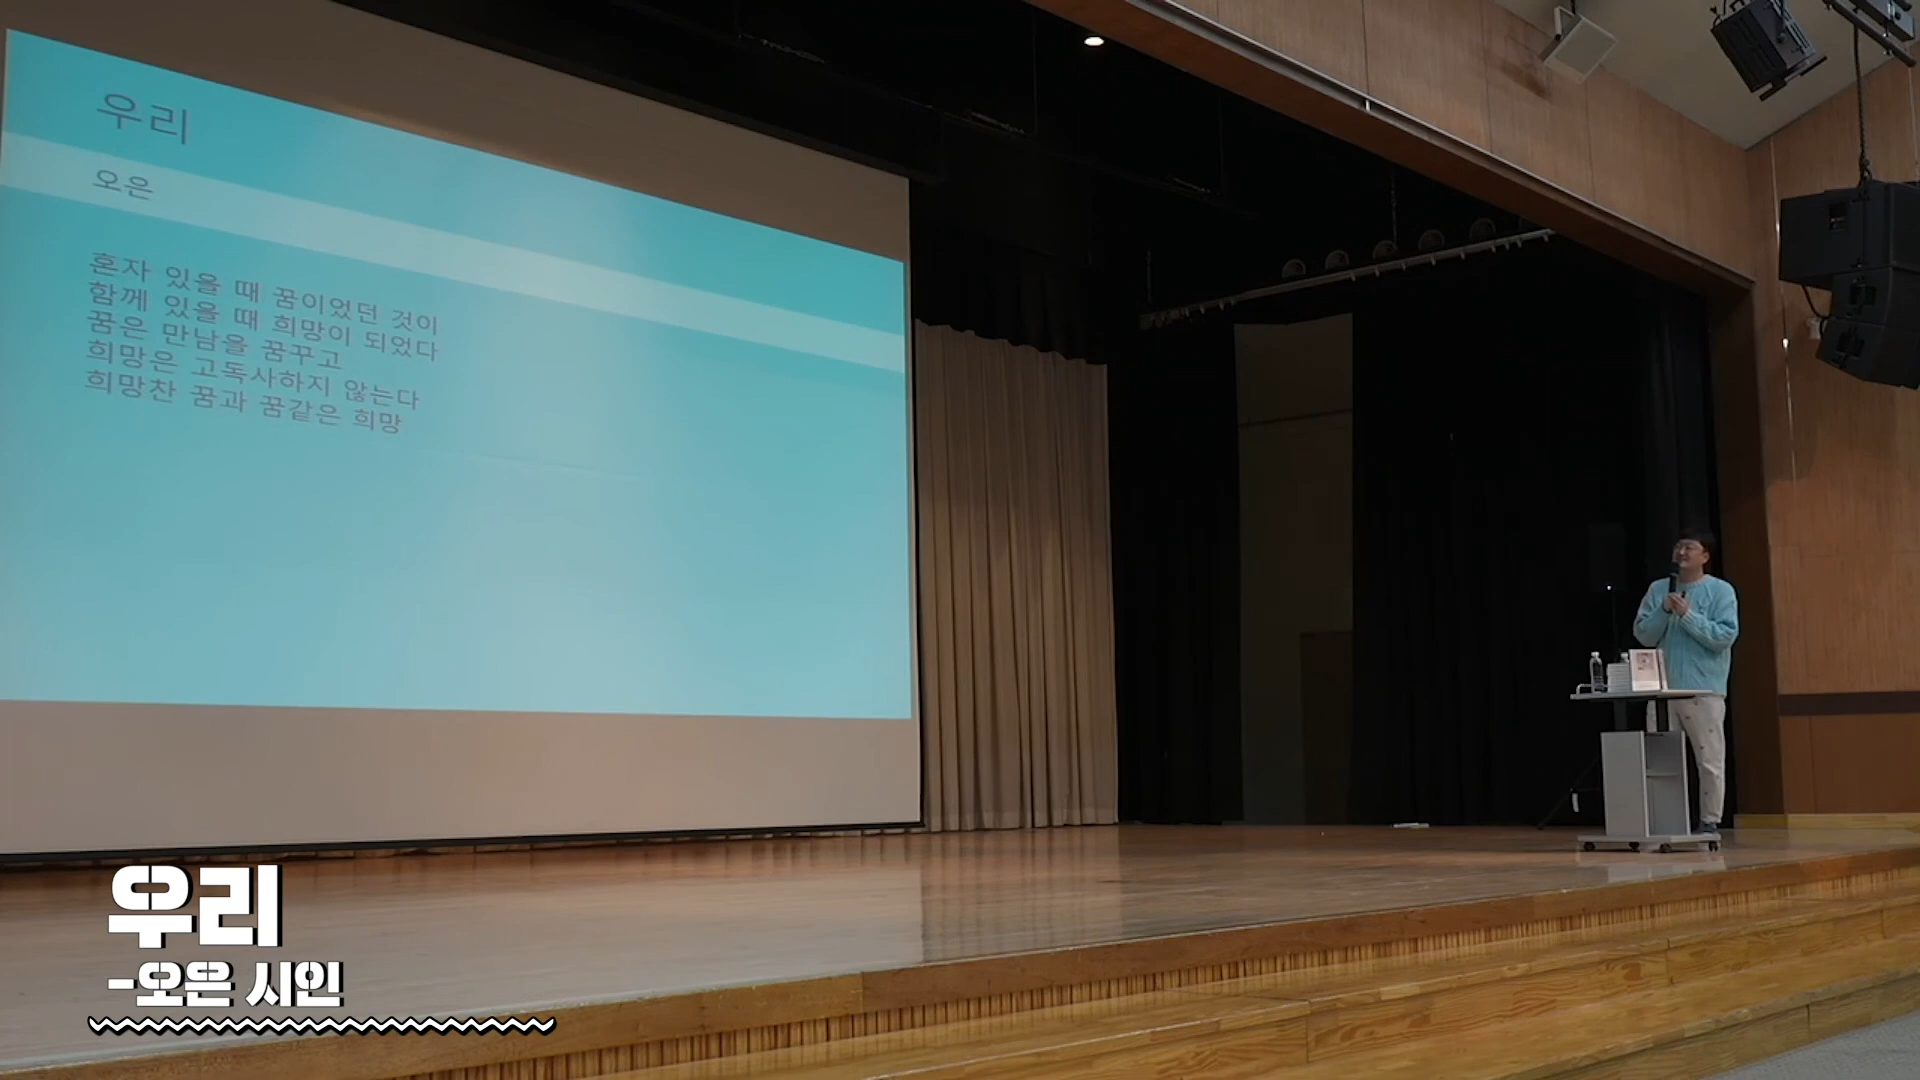 우리
오은
혼자 있을 때 꿈이었던 것이
함께 있을 때 희망이 되었다
꿈은 만남을 꿈꾸고
희망은 고독사하지 않는다
희망찬 꿈과 꿈같은 희망
우리
-오은 시인